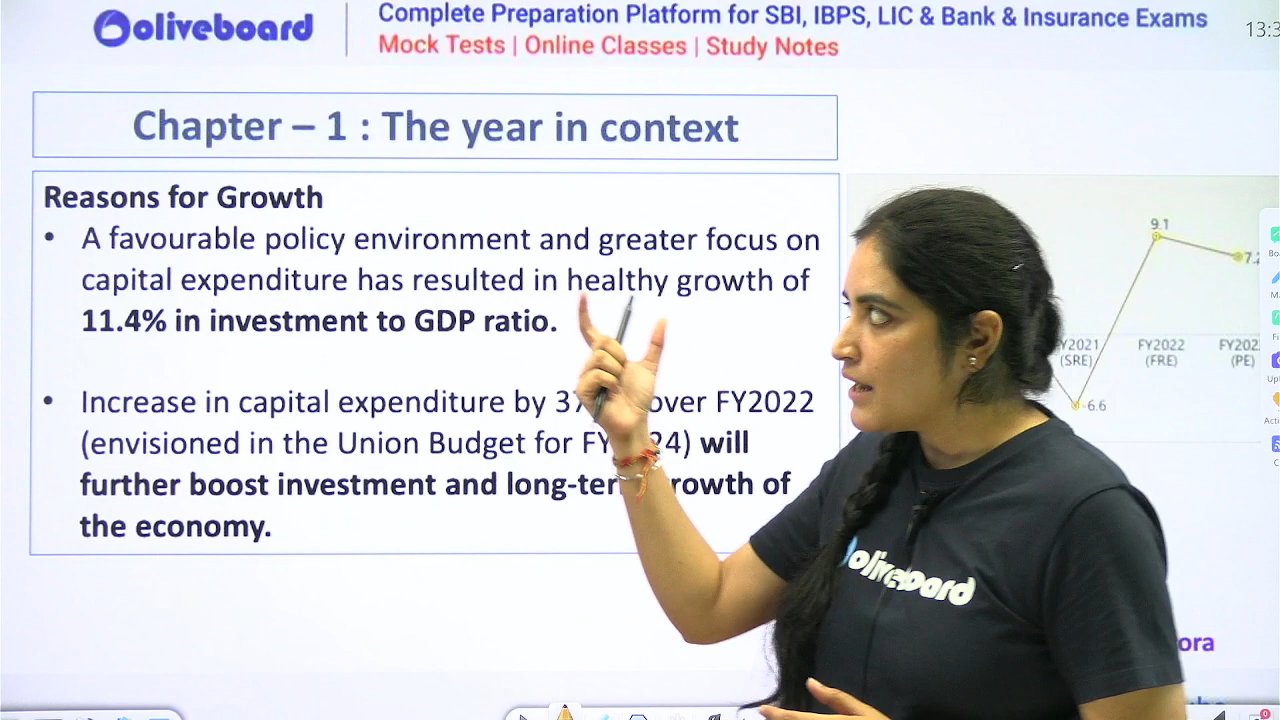 oliveboard
Complete Preparation Platform for SBI, IBPS, LIC & Bank & Insurance Exams
Mock Tests | Online Classes | Study Notes
13:3
Chapter – 1 : The year in context
Reasons for Growth
• A favourable policy environment and greater focus on
capital expenditure has resulted in healthy growth of
11.4% in investment to GDP ratio.
• Increase in capital expenditure by 37 over FY2022
(envisioned in the Union Budget for FY 24) will
further boost investment and long-term growth of
the economy.
9.1
7.2
FY2022
(FRE)
(SRE)
(PE)
-6.6
oliveboard
ora